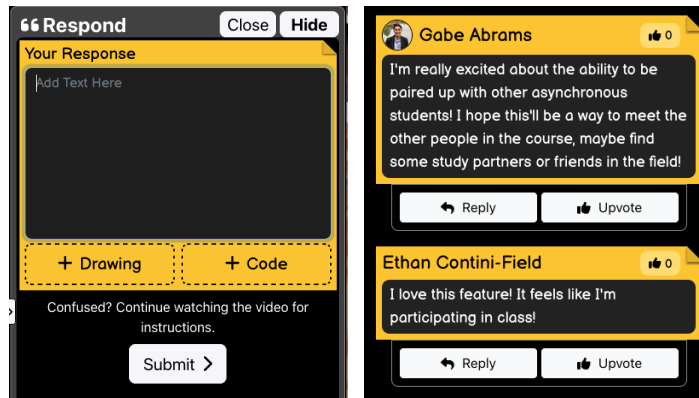 Respond
Close
Hide
Your Response
Add Text Here
+ Drawing
+ Code
Confused? Continue watching the video for
instructions.
Submit
Gabe Abrams
0
I'm really excited about the ability to be
paired up with other asynchronous
students! I hope this'll be a way to meet the
other people in the course, maybe find
some study partners or friends in the field!
Reply
Upvote
Ethan Contini-Field
0
I love this feature! It feels like I'm
participating in class!
Reply
Upvote